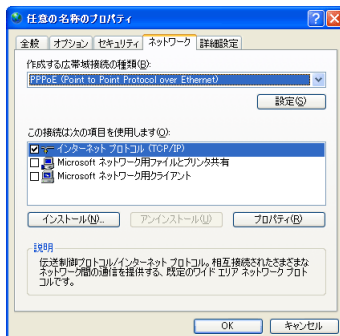 任意の名称のプロパティ
全般 オプション セキュリティ ネットワーク 詳細設定
作成する広帯域接続の種類(B):
PPPoE (Point to Point Protocol over Ethernet)
設定(S)
この接続は次の項目を使用します(O):
インターネット プロトコル (TCP/IP)
Microsoft ネットワーク用ファイルとプリンタ共有
Microsoft ネットワーク用クライアント
インストール(N)... アンインストール(U) プロパティ(R)
説明
伝送制御プロトコル/インターネット プロトコル。相互接続されたさまざまな
ネットワーク間の通信を提供する、既定のワイド エリア ネットワーク プロト
コルです。
OK キャンセル